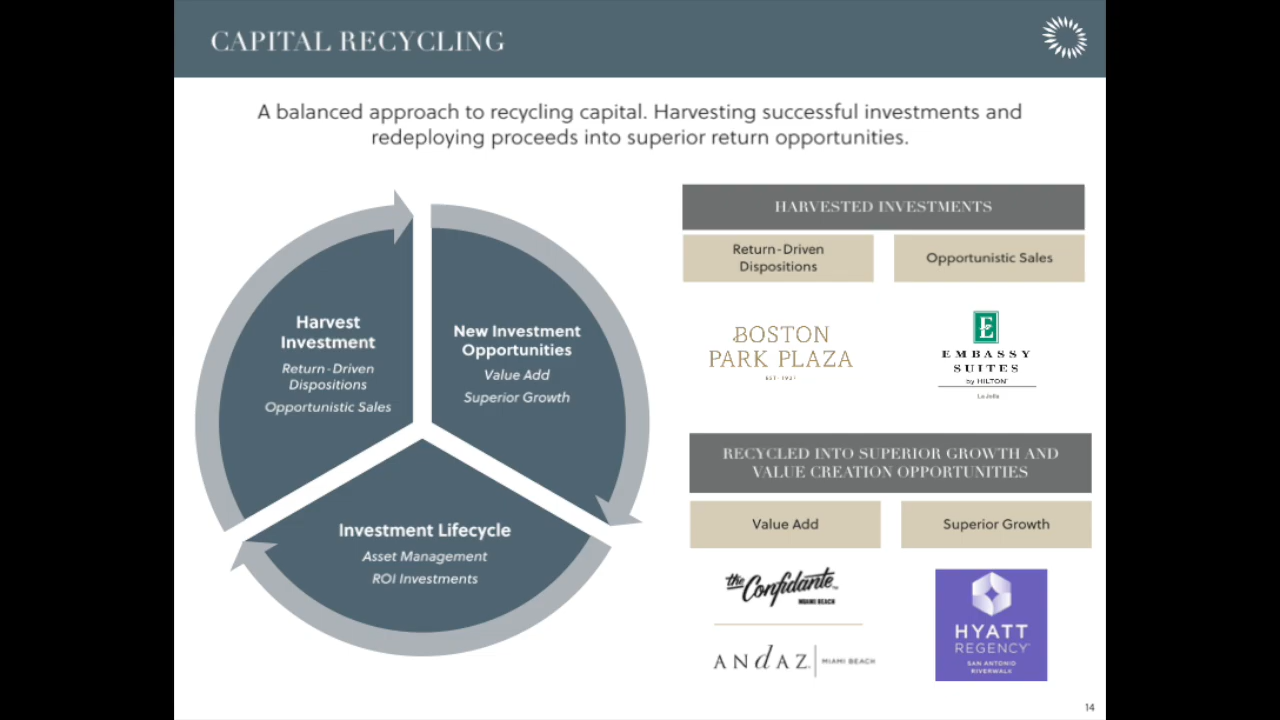 CAPITAL RECYCLING
A balanced approach to recycling capital. Harvesting successful investments and
redeploying proceeds into superior return opportunities.
Harvest
Investment
Return-Driven
Dispositions
Opportunistic Sales
New Investment
Opportunities
Value Add
Superior Growth
Investment Lifecycle
Asset Management
ROI Investments
HARVESTED INVESTMENTS
Return-Driven
Dispositions
Opportunistic Sales
BOSTON
PARK PLAZA
EST· 1927
E
EMBASSY
SUITES
by HILTON™
La Jolla
RECYCLED INTO SUPERIOR GROWTH AND
VALUE CREATION OPPORTUNITIES
Value Add
Superior Growth
the Confidante™
MIAMI BEACH
ANdAZ. MIAMI BEACH
HYATT
REGENCY™
SAN ANTONIO
RIVERWALK
14